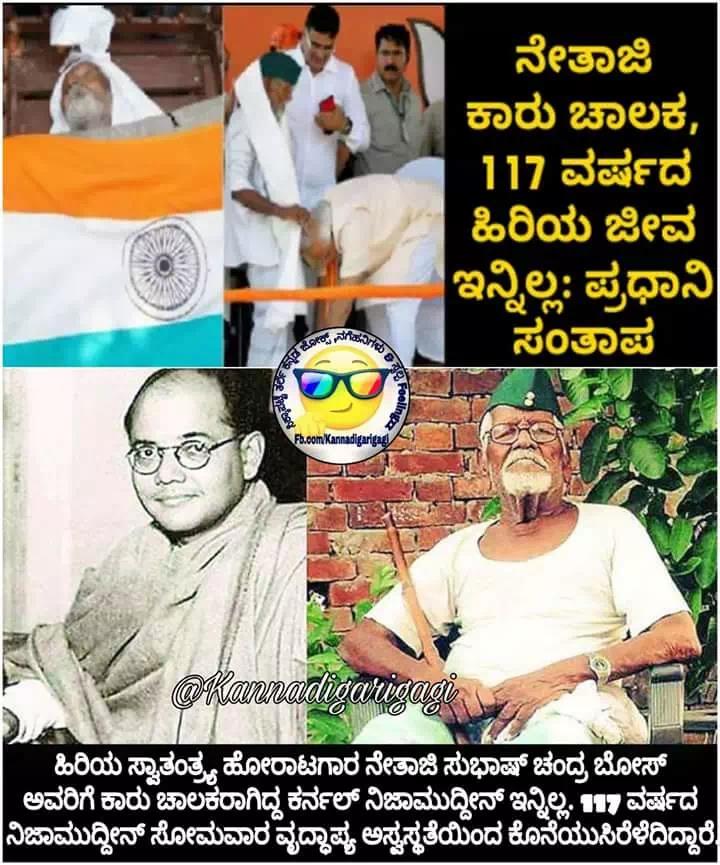 ನೇತಾಜಿ
ಕಾರು ಚಾಲಕ,
117 ವರ್ಷದ
ಹಿರಿಯ ಜೀವ
ಇನ್ನಿಲ್ಲ: ಪ್ರಧಾನಿ
ಸಂತಾಪ
Fb.com/Kannadigarigagi
@Kannadigarigagi
ಹಿರಿಯ ಸ್ವಾತಂತ್ರ್ಯ ಹೋರಾಟಗಾರ ನೇತಾಜಿ ಸುಭಾಷ್ ಚಂದ್ರ ಬೋಸ್
ಅವರಿಗೆ ಕಾರು ಚಾಲಕರಾಗಿದ್ದ ಕರ್ನಲ್ ನಿಜಾಮುದ್ದೀನ್ ಇನ್ನಿಲ್ಲ. 117 ವರ್ಷದ
ನಿಜಾಮುದ್ದೀನ್ ಸೋಮವಾರ ವೃದ್ಧಾಪ್ಯ ಅಸ್ವಸ್ಥತೆಯಿಂದ ಕೊನೆಯುಸಿರೆಳೆದಿದ್ದಾರೆ